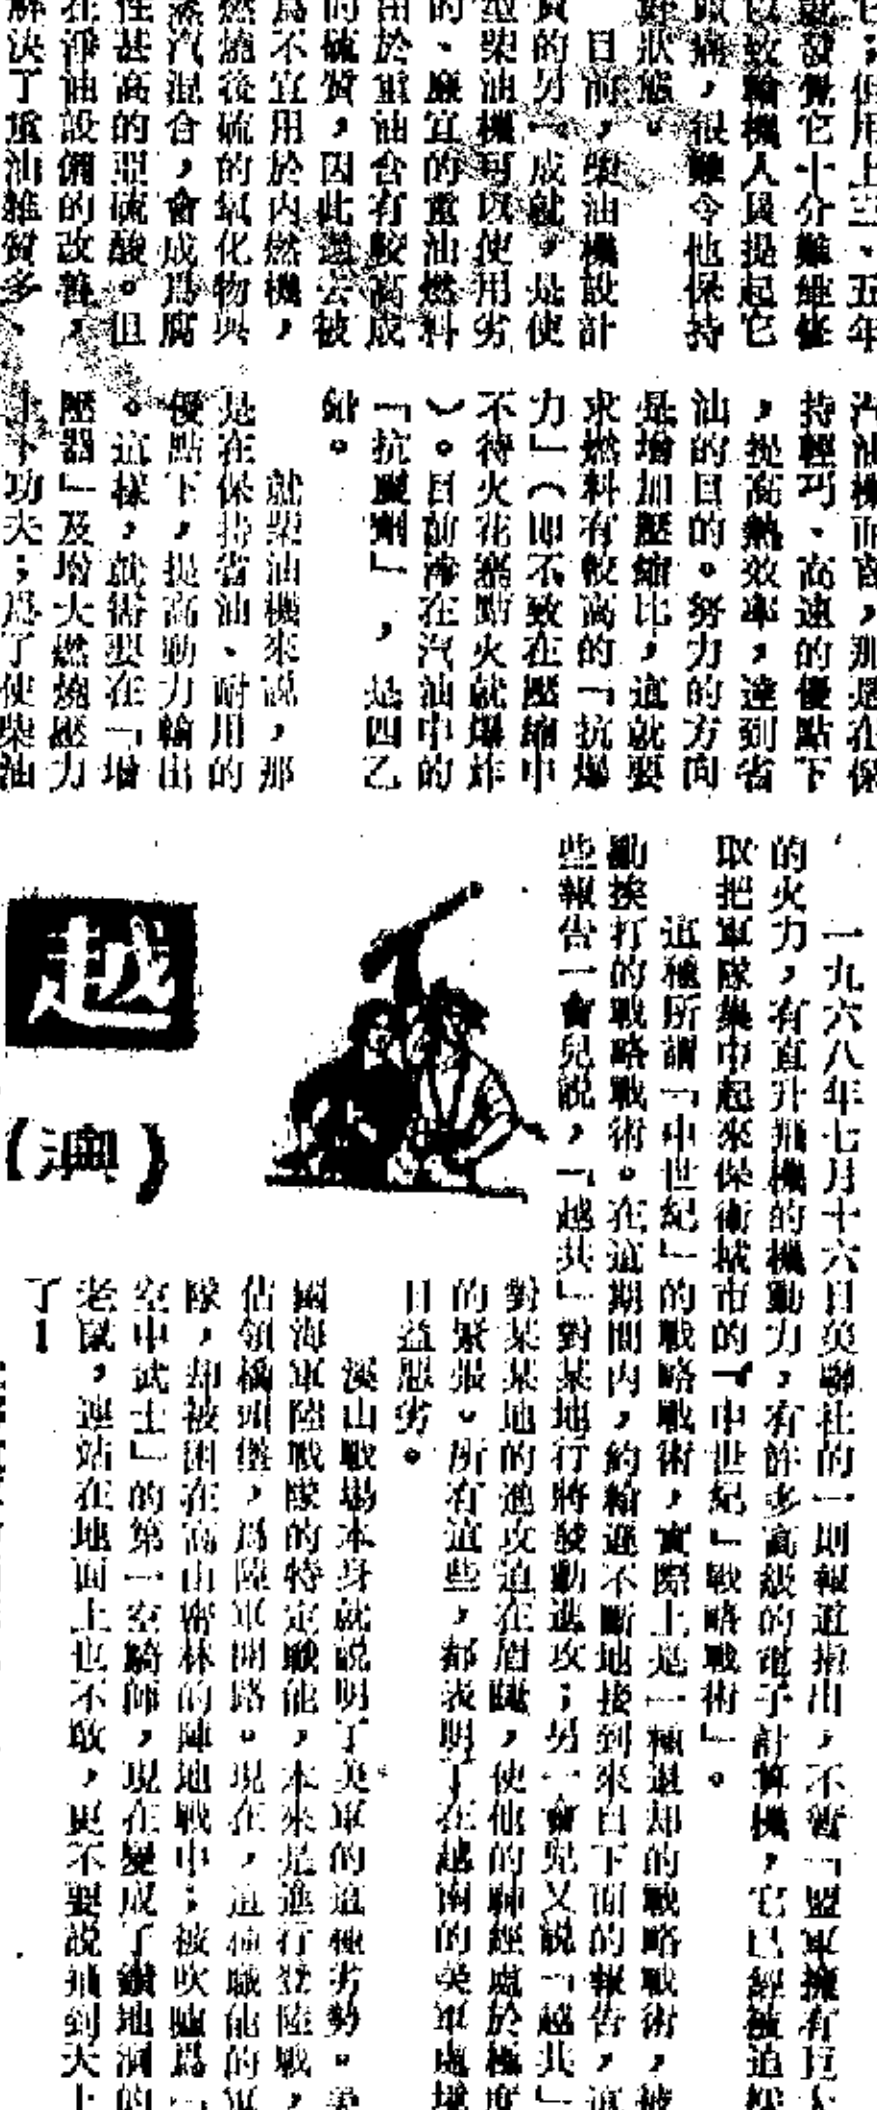 它；但用上三、五年
就發覺它十分難維修
以致輪機人員提起它
就頭痛，很難令他保持
鮮狀態。
目前，柴油機設計
質的另一成就，是使
型柴油機可以使用劣
的、廉宜的重油燃料
由於重油含有較高成
的硫質，因此過去被
爲不宜用於內燃機，
燃燒後硫的氧化物與
蒸汽混合，會成爲腐
性甚高的亞硫酸。但
在淨油設備的改善，
解決了重油雜質多、
汽油機而言，那是在保
持輕巧、高速的優點下
，提高熱效率，達到省
油的目的。努力的方向
是增加壓縮比，這就要
求燃料有較高的「抗爆
力」（即不致在壓縮中
不待火花塞點火就爆炸
）。目前滲在汽油中的
「抗震劑」，是四乙
鉛。
就柴油機來說，那
是在保持省油、耐用的
優點下，提高動力輸出
。這樣，就需要在「增
壓器」及增大燃燒壓力
上下功夫；爲了使柴油
一九六八年七月十六日英聯社的一則報道指出，不管「盟軍擁有巨大
的火力，有直升飛機的機動力，有許多高級的電子計算機，它已經被迫採
取把軍隊集中起來保衛城市的『中世紀』戰略戰術」。
這種所謂「中世紀」的戰略戰術，實際上是一種退却的戰略戰術，被
動挨打的戰略戰術。在這期間內，約翰遜不斷地接到來自下面的報告，這
些報告一會兒說，「越共」對某地行將發動進攻；另一會兒又說「越共」
對某某地的進攻迫在眉睫，使他的神經處於極度
的緊張。所有這些，都表明了在越南的美軍處境
日益惡劣。
溪山戰場本身就說明了美軍的這種劣勢。美
國海軍陸戰隊的特定職能，本來是進行登陸戰，
佔領橋頭堡，爲陸軍開路。現在，這種職能的軍
隊，却被困在高山密林的陣地戰中；被吹噓爲「
空中武士」的第一空騎師，現在變成了鑽地洞的
老鼠，連站在地面上也不敢，更不要說飛到天上
了！
越
（澳）